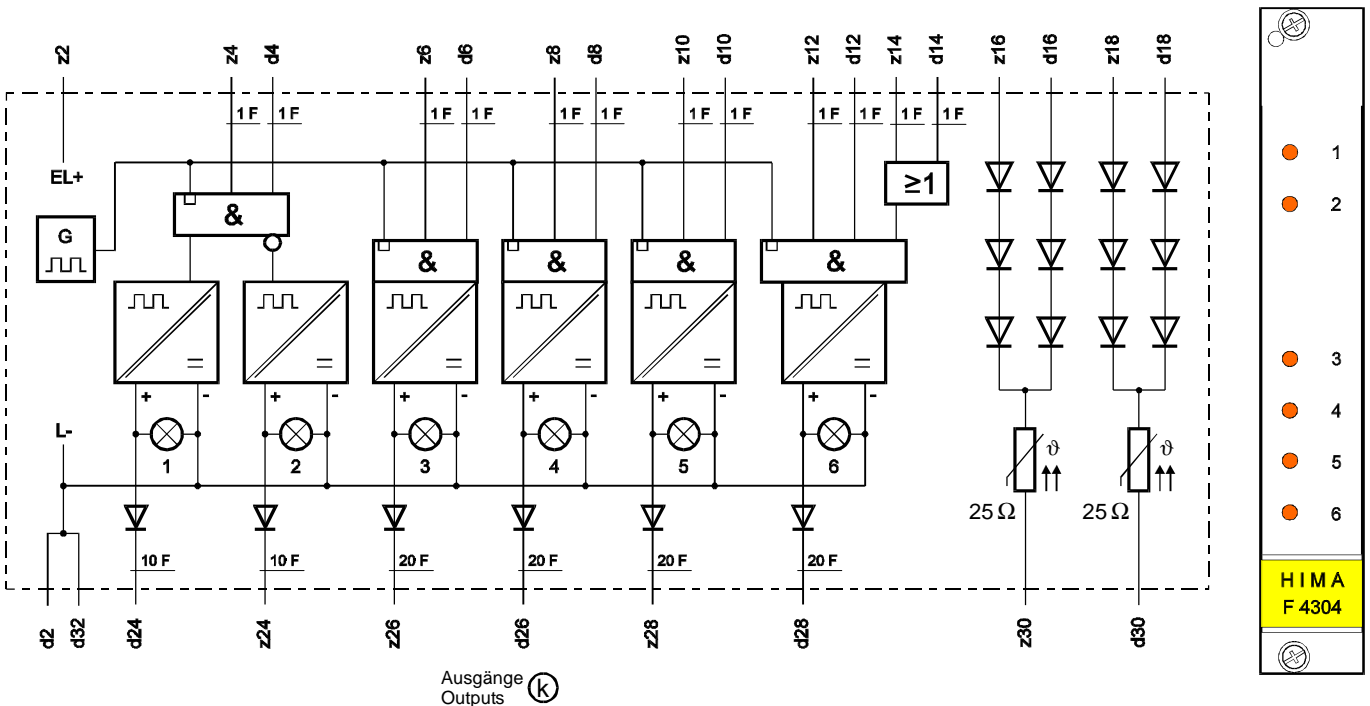 z2 z4 d4 z6 d6 z8 d8 z10 d10 z12 d12 z14 d14 z16 d16 z18 d18
1 F 1 F 1 F 1 F 1 F 1 F 1 F 1 F 1 F 1 F 1 F 1 F
EL+
≥1
G
&
& & & &
= = = = = =
+ - + - + - + - + - + -
L-
1 2 3 4 5 6
ϑ ϑ
25 Ω 25 Ω
10 F 10 F 20 F 20 F 20 F 20 F
d2 d32 d24 z24 z26 d26 z28 d28 z30 d30
Ausgänge
Outputs
k
1
2
3
4
5
6
HIMA
F 4304